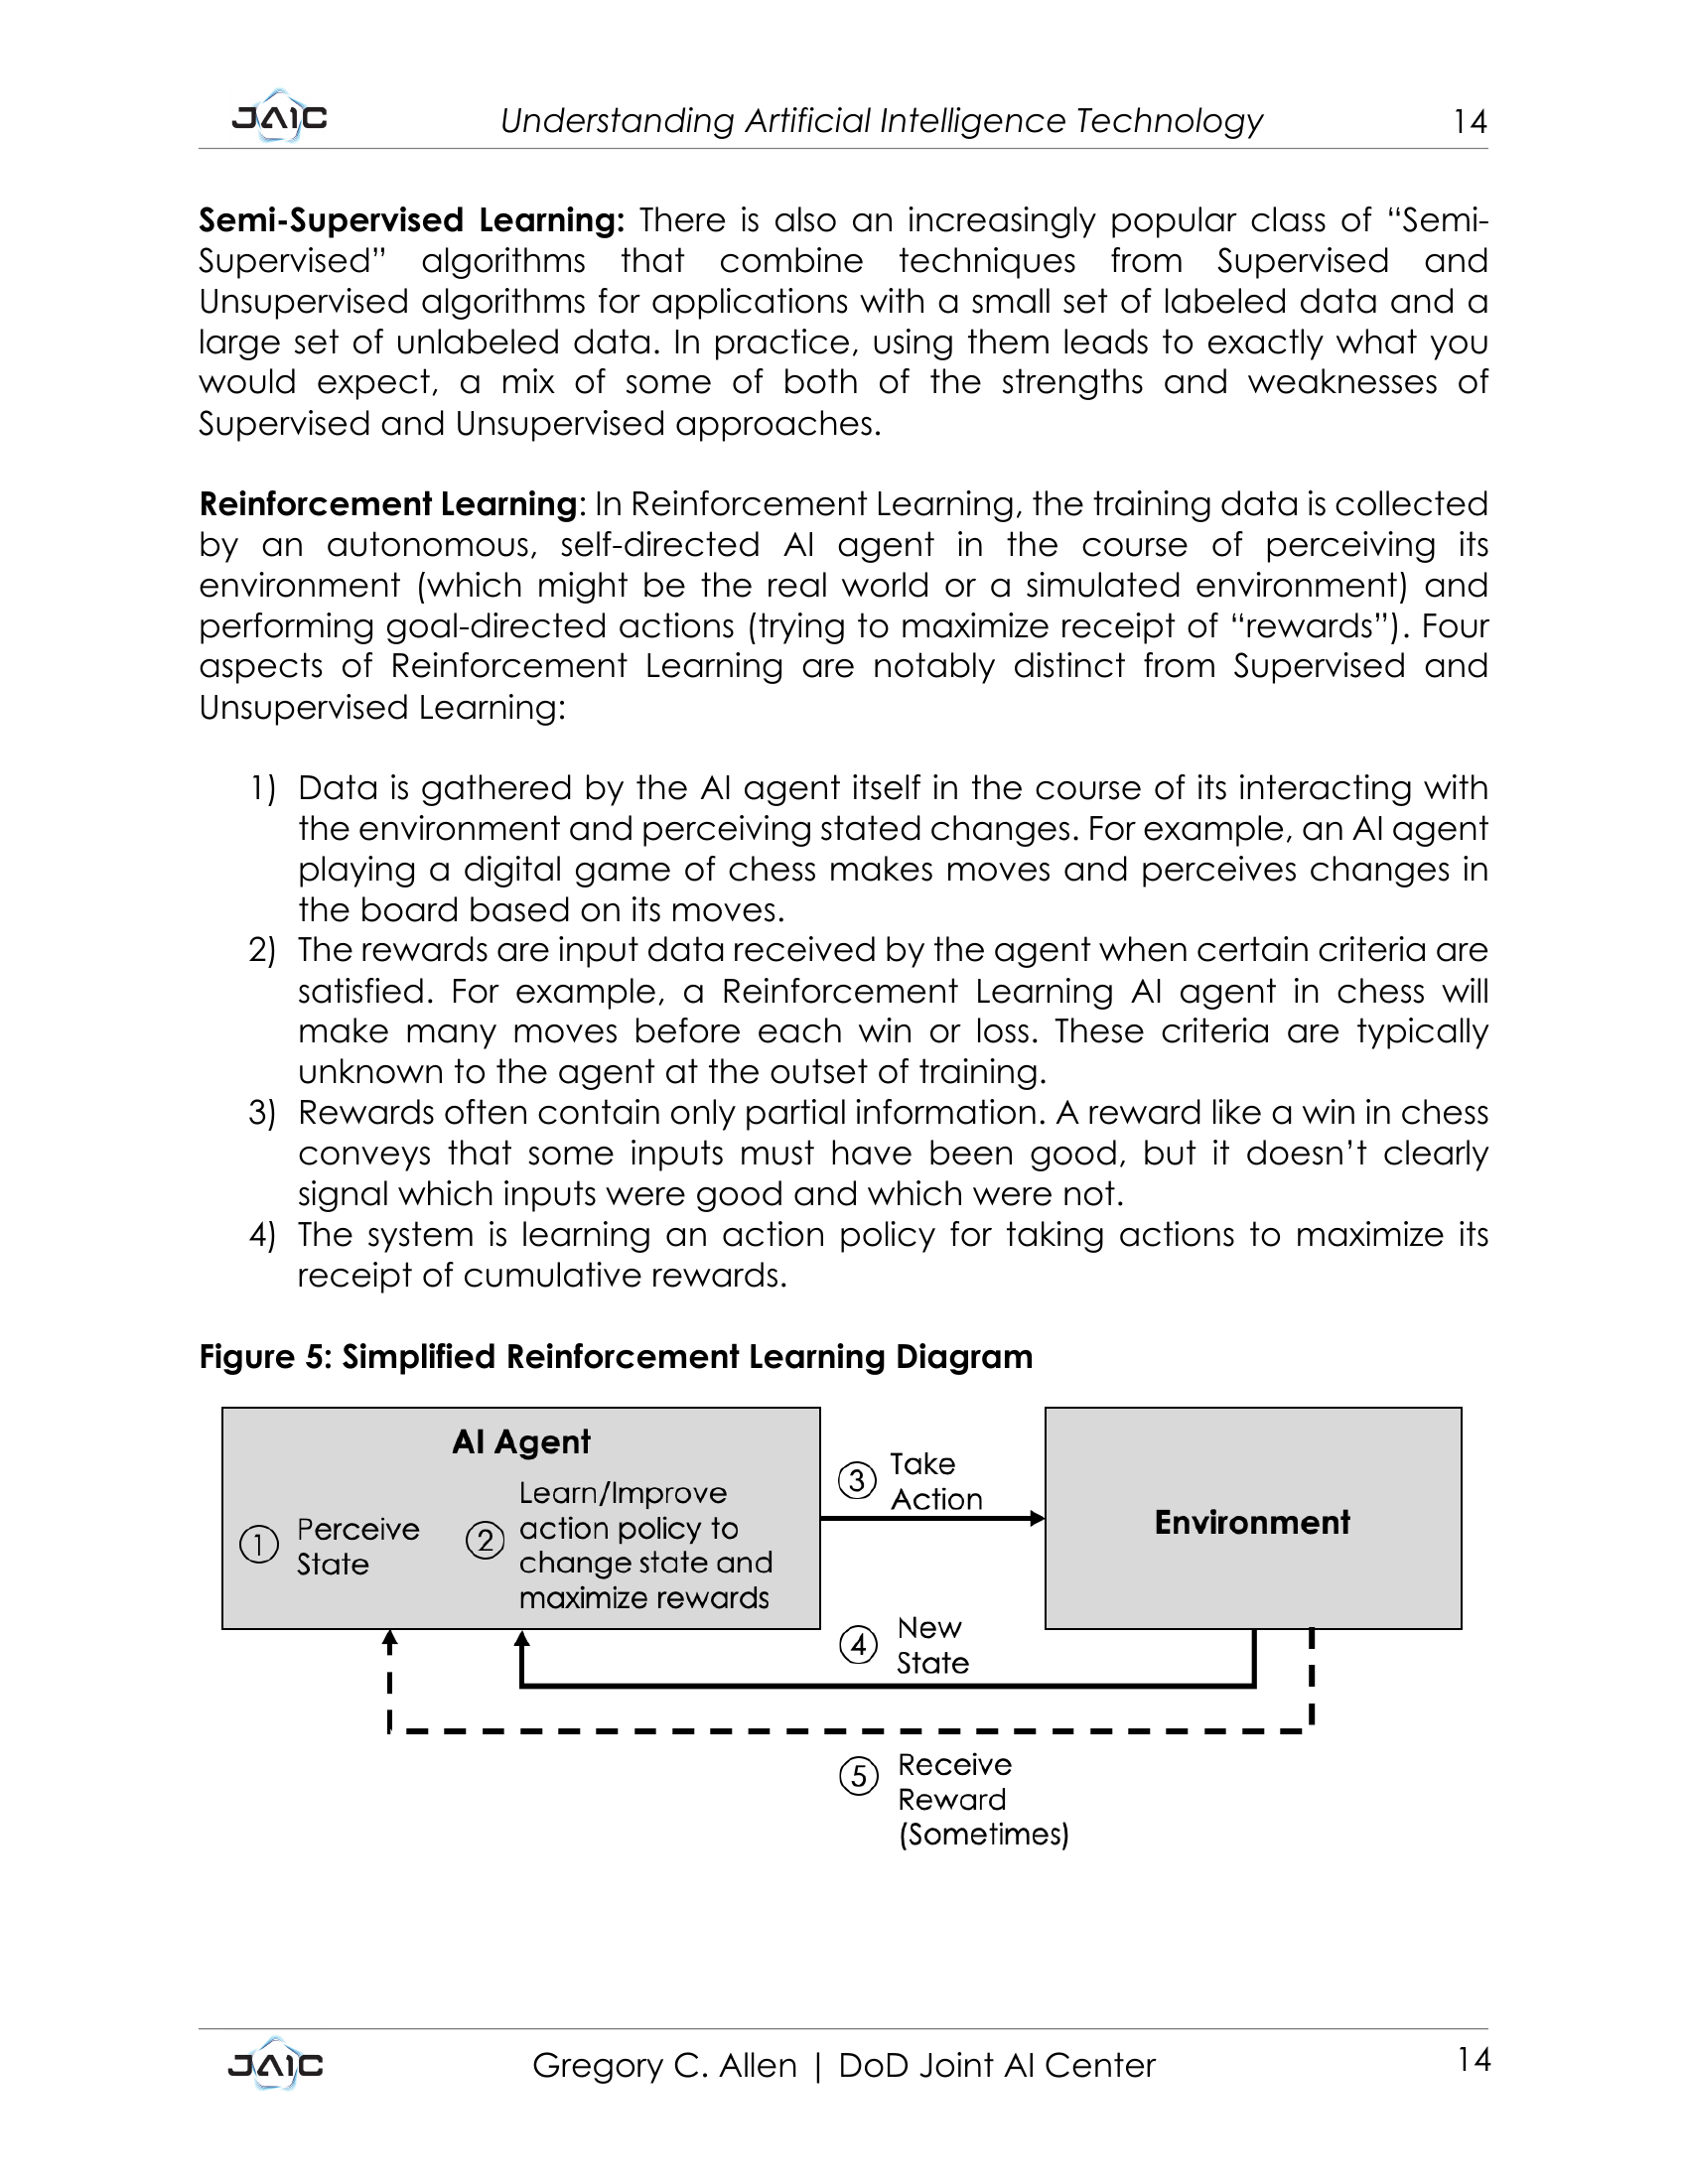 JAIC
Understanding Artificial Intelligence Technology
14
Semi-Supervised Learning: There is also an increasingly popular class of “Semi-
Supervised” algorithms that combine techniques from Supervised and
Unsupervised algorithms for applications with a small set of labeled data and a
large set of unlabeled data. In practice, using them leads to exactly what you
would expect, a mix of some of both of the strengths and weaknesses of
Supervised and Unsupervised approaches.
Reinforcement Learning: In Reinforcement Learning, the training data is collected
by an autonomous, self-directed AI agent in the course of perceiving its
environment (which might be the real world or a simulated environment) and
performing goal-directed actions (trying to maximize receipt of “rewards”). Four
aspects of Reinforcement Learning are notably distinct from Supervised and
Unsupervised Learning:
1) Data is gathered by the AI agent itself in the course of its interacting with
the environment and perceiving stated changes. For example, an AI agent
playing a digital game of chess makes moves and perceives changes in
the board based on its moves.
2) The rewards are input data received by the agent when certain criteria are
satisfied. For example, a Reinforcement Learning AI agent in chess will
make many moves before each win or loss. These criteria are typically
unknown to the agent at the outset of training.
3) Rewards often contain only partial information. A reward like a win in chess
conveys that some inputs must have been good, but it doesn’t clearly
signal which inputs were good and which were not.
4) The system is learning an action policy for taking actions to maximize its
receipt of cumulative rewards.
Figure 5: Simplified Reinforcement Learning Diagram
AI Agent
1 Perceive
State
2 Learn/Improve
action policy to
change state and
maximize rewards
3 Take
Action
Environment
4 New
State
5 Receive
Reward
(Sometimes)
JAIC
Gregory C. Allen | DoD Joint AI Center
14